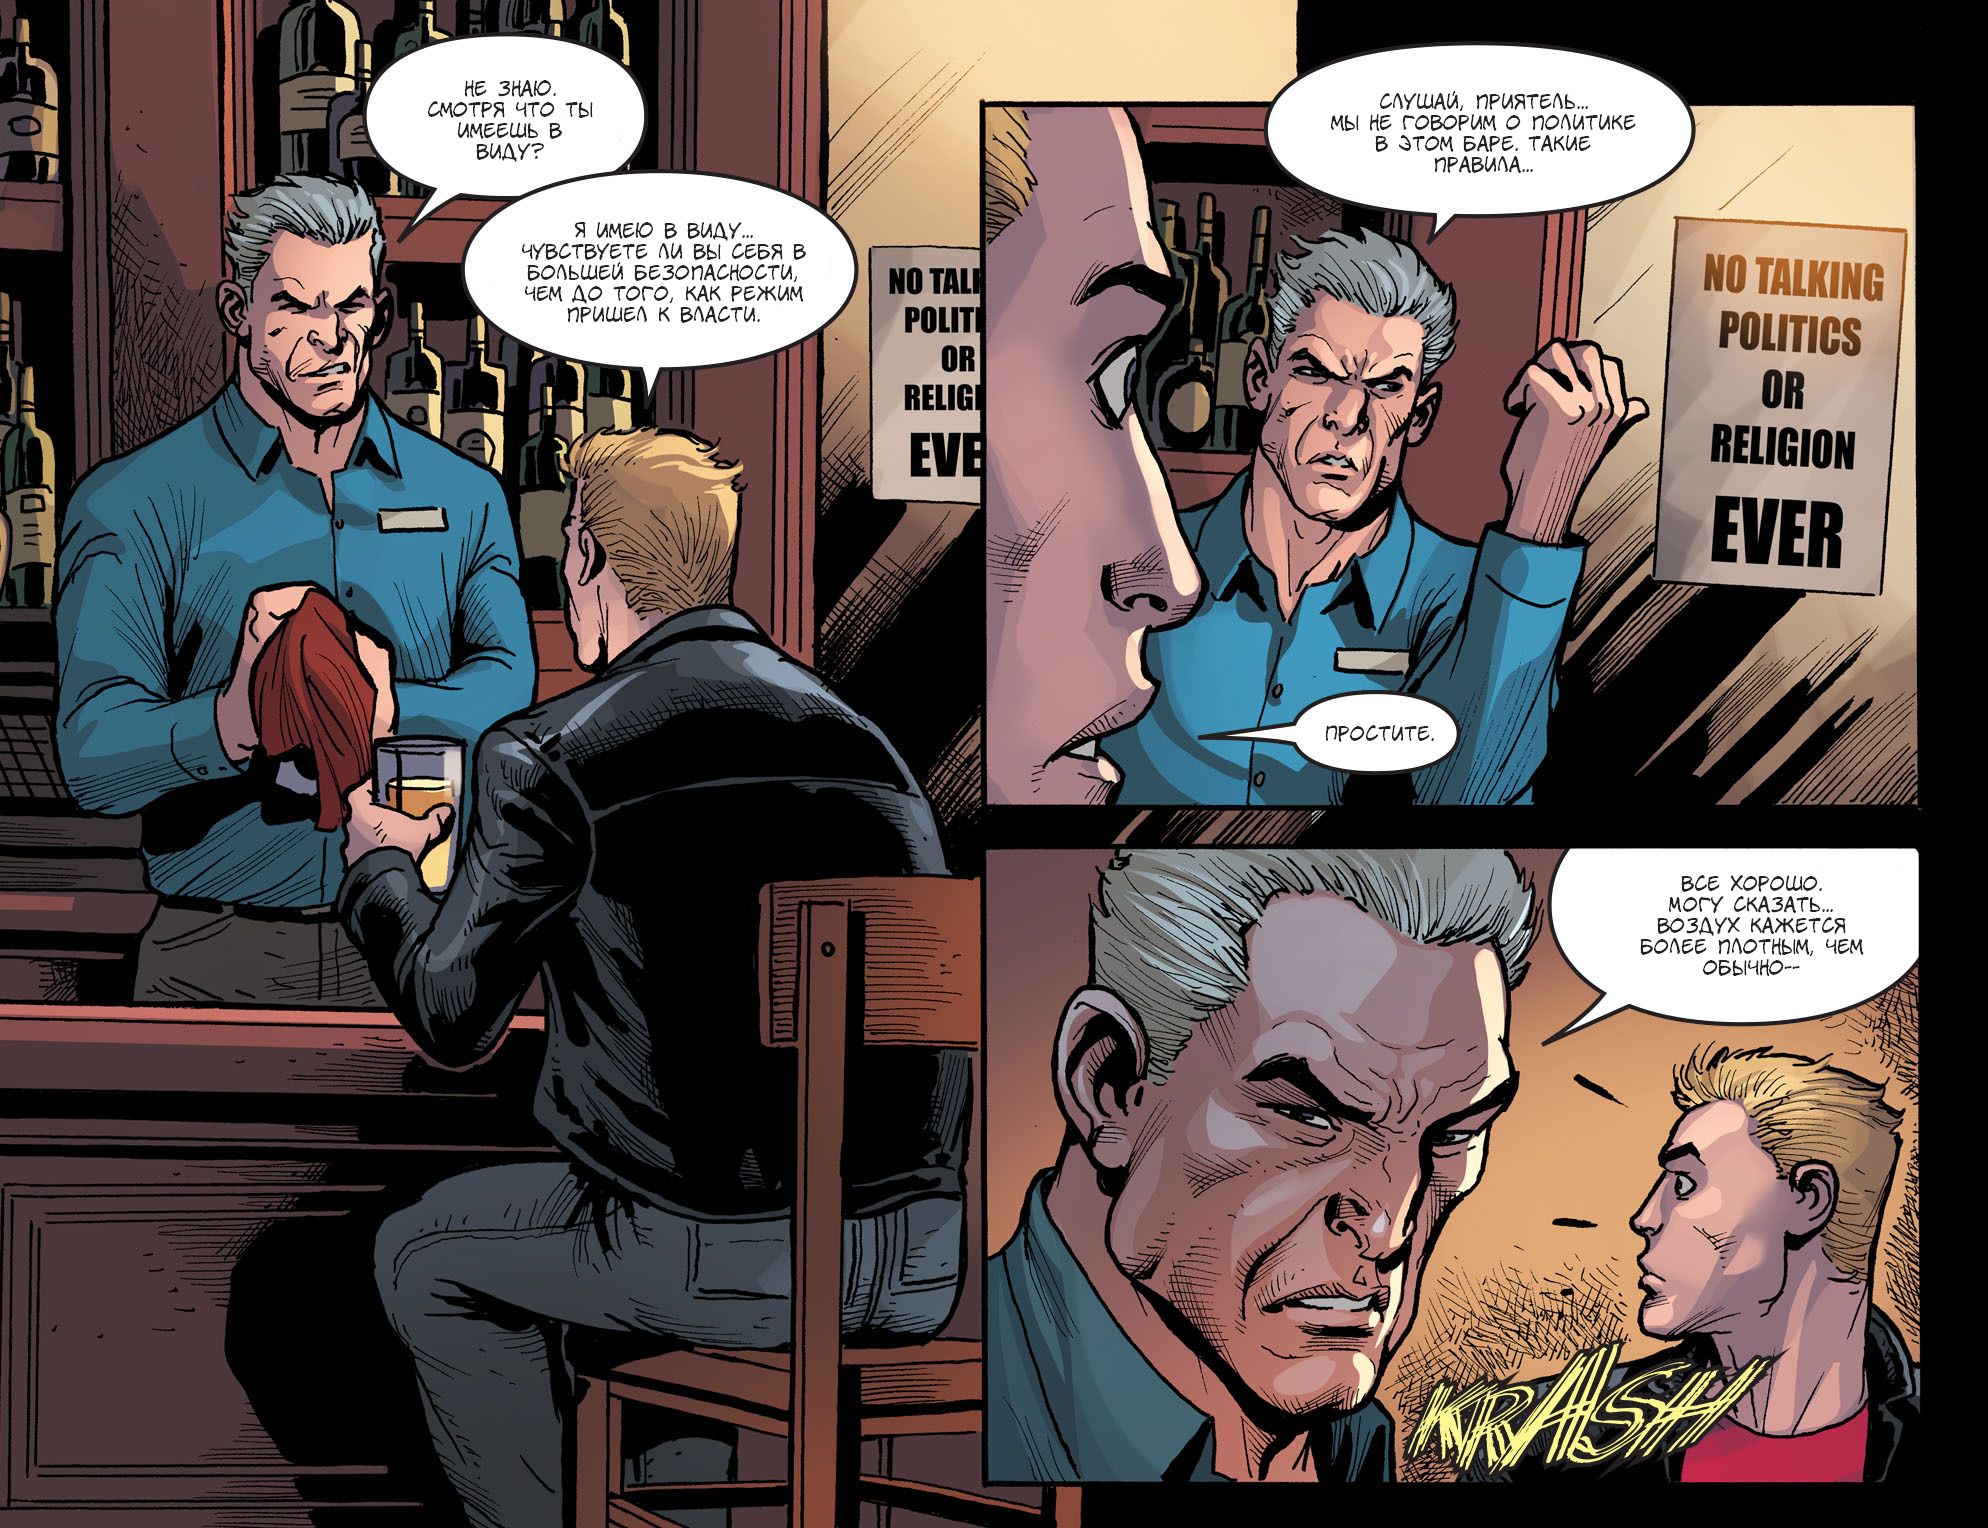 НЕ ЗНАЮ.
СМОТРЯ ЧТО ТЫ
ИМЕЕШЬ В
ВИДУ?
Я ИМЕЮ В ВИДУ...
ЧУВСТВУЕТЕ ЛИ ВЫ СЕБЯ В
БОЛЬШЕЙ БЕЗОПАСНОСТИ,
ЧЕМ ДО ТОГО, КАК РЕЖИМ
ПРИШЕЛ К ВЛАСТИ.
NO TAL
POLIT
OR
RELIGI
EVE
СЛУШАЙ, ПРИЯТЕЛЬ...
МЫ НЕ ГОВОРИМ О ПОЛИТИКЕ
В ЭТОМ БАРЕ. ТАКИЕ
ПРАВИЛА...
NO TALKING
POLITICS
OR
RELIGION
EVER
ПРОСТИТЕ.
ВСЕ ХОРОШО.
МОГУ СКАЗАТЬ...
ВОЗДУХ КАЖЕТСЯ
БОЛЕЕ ПЛОТНЫМ, ЧЕМ
ОБЫЧНО--
KRASH